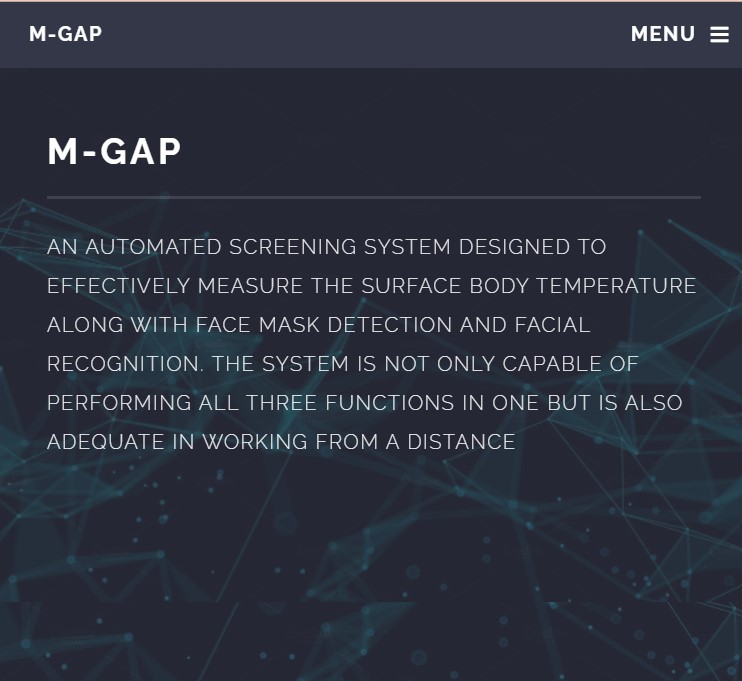 M-GAP
MENU
M-GAP
AN AUTOMATED SCREENING SYSTEM DESIGNED TO
EFFECTIVELY MEASURE THE SURFACE BODY TEMPERATURE
ALONG WITH FACE MASK DETECTION AND FACIAL
RECOGNITION. THE SYSTEM IS NOT ONLY CAPABLE OF
PERFORMING ALL THREE FUNCTIONS IN ONE BUT IS ALSO
ADEQUATE IN WORKING FROM A DISTANCE